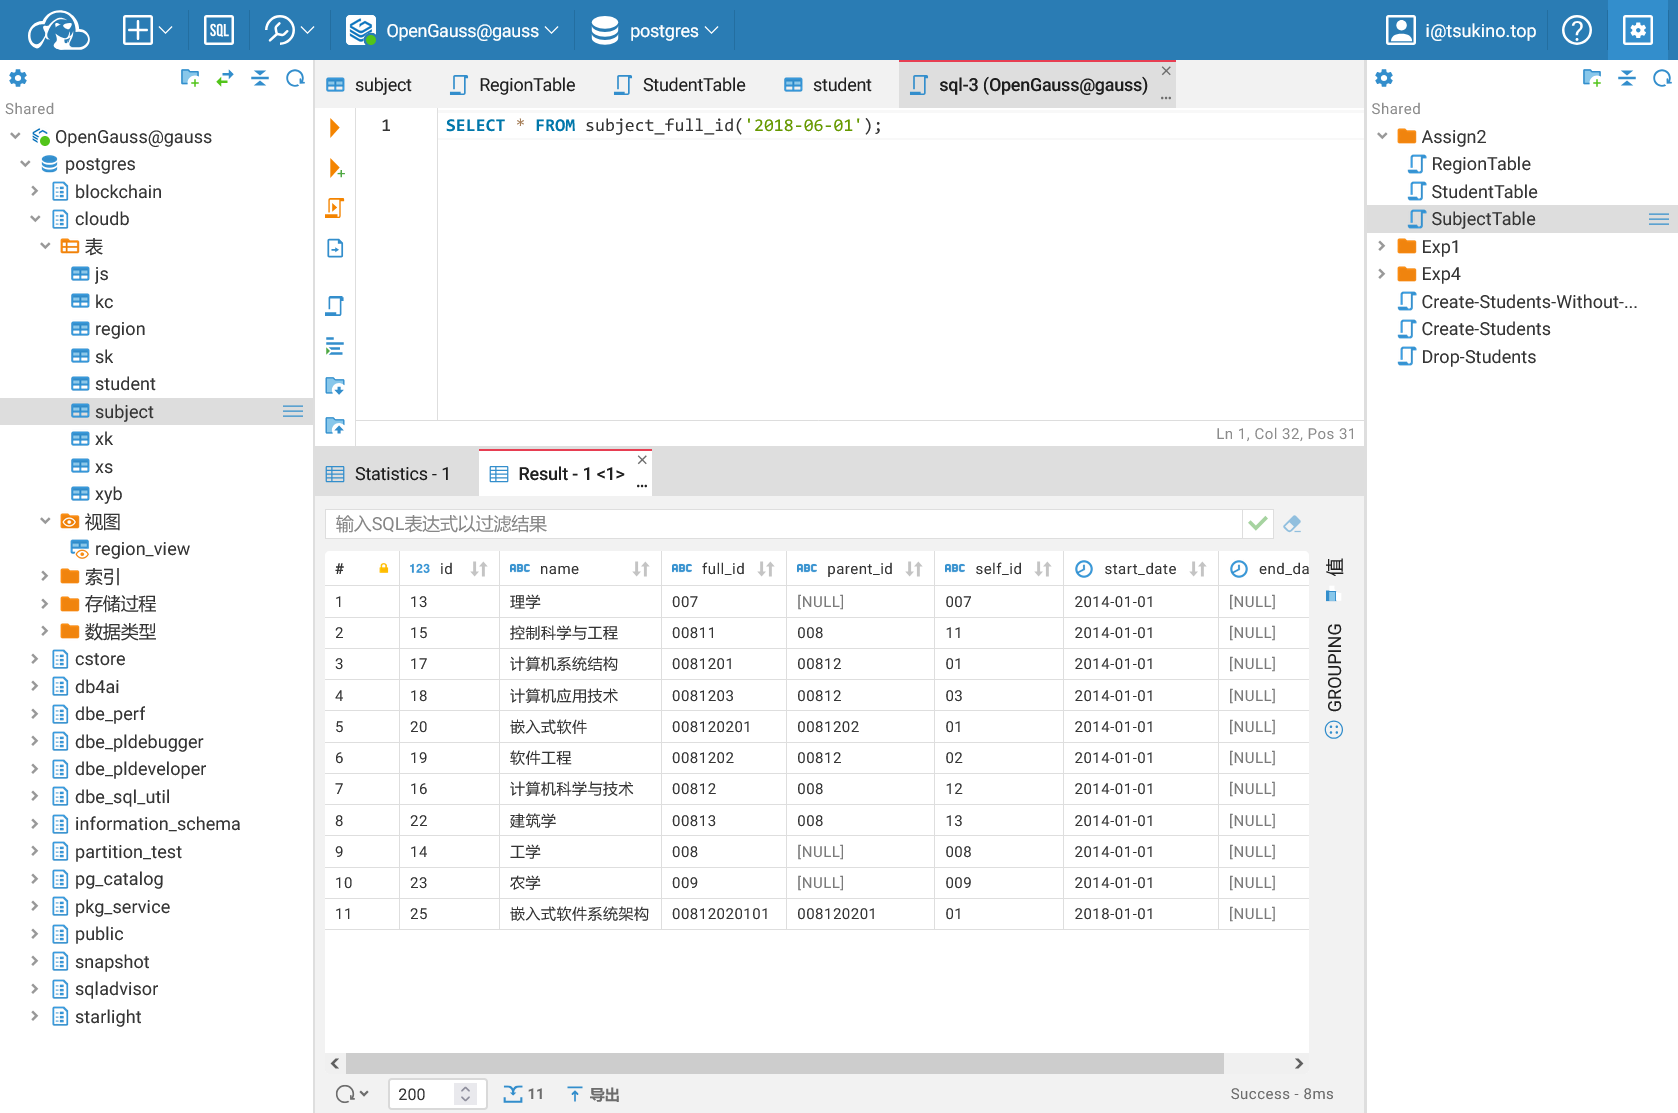 SQL OpenGauss@gauss postgres i@tsukino.top
Shared
OpenGauss@gauss
postgres
blockchain
cloudb
表
js
kc
region
sk
student
subject
xk
xs
xyb
视图
region_view
索引
存储过程
数据类型
cstore
db4ai
dbe_perf
dbe_pldebugger
dbe_pldeveloper
dbe_sql_util
information_schema
partition_test
pg_catalog
pkg_service
public
snapshot
sqladvisor
starlight
subject RegionTable StudentTable student sql-3 (OpenGauss@gauss)
1 SELECT * FROM subject_full_id('2018-06-01');
Ln 1, Col 32, Pos 31
Statistics - 1 Result - 1 <1>
输入SQL表达式以过滤结果
# 123 id ABC name ABC full_id ABC parent_id ABC self_id start_date end_da
1 13 理学 007 [NULL] 007 2014-01-01 [NULL]
2 15 控制科学与工程 00811 008 11 2014-01-01 [NULL]
3 17 计算机系统结构 0081201 00812 01 2014-01-01 [NULL]
4 18 计算机应用技术 0081203 00812 03 2014-01-01 [NULL]
5 20 嵌入式软件 008120201 0081202 01 2014-01-01 [NULL]
6 19 软件工程 0081202 00812 02 2014-01-01 [NULL]
7 16 计算机科学与技术 00812 008 12 2014-01-01 [NULL]
8 22 建筑学 00813 008 13 2014-01-01 [NULL]
9 14 工学 008 [NULL] 008 2014-01-01 [NULL]
10 23 农学 009 [NULL] 009 2014-01-01 [NULL]
11 25 嵌入式软件系统架构 00812020101 008120201 01 2018-01-01 [NULL]
值
GROUPING
200 11 导出 Success - 8ms
Shared
Assign2
RegionTable
StudentTable
SubjectTable
Exp1
Exp4
Create-Students-Without-...
Create-Students
Drop-Students